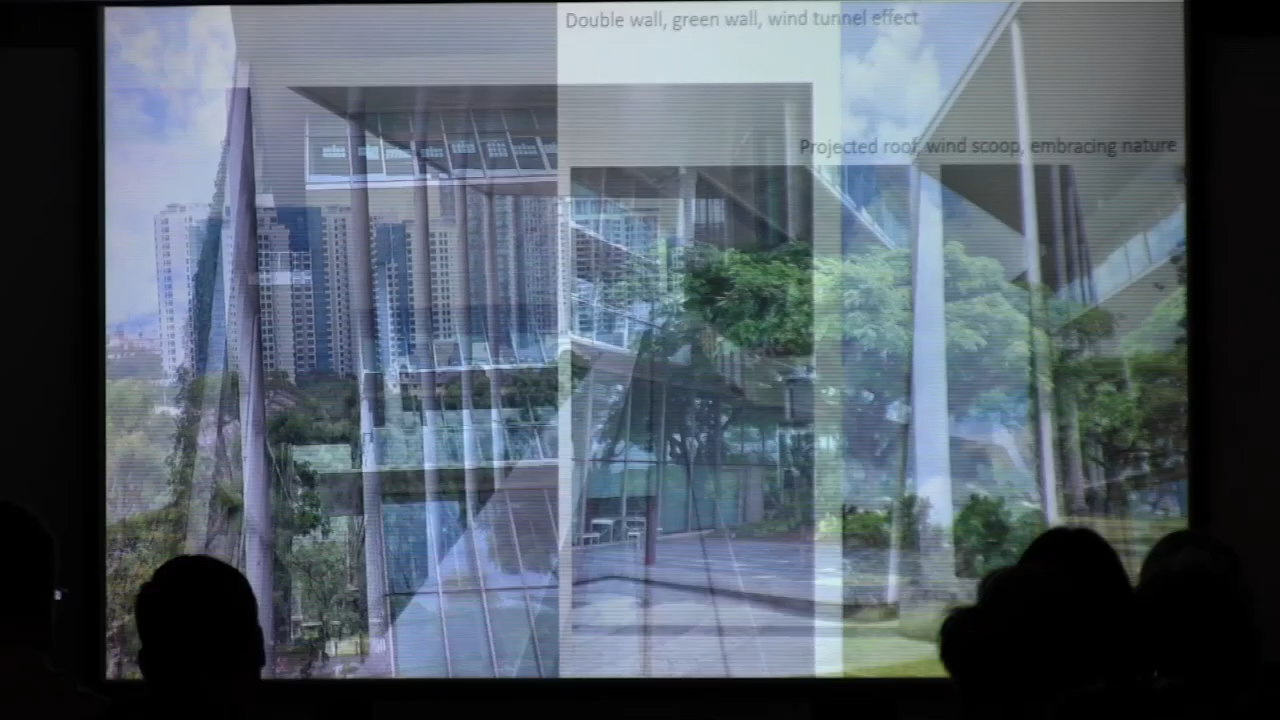 Double wall, green wall, wind tunnel effect
Projected roof, wind scoop, embracing nature